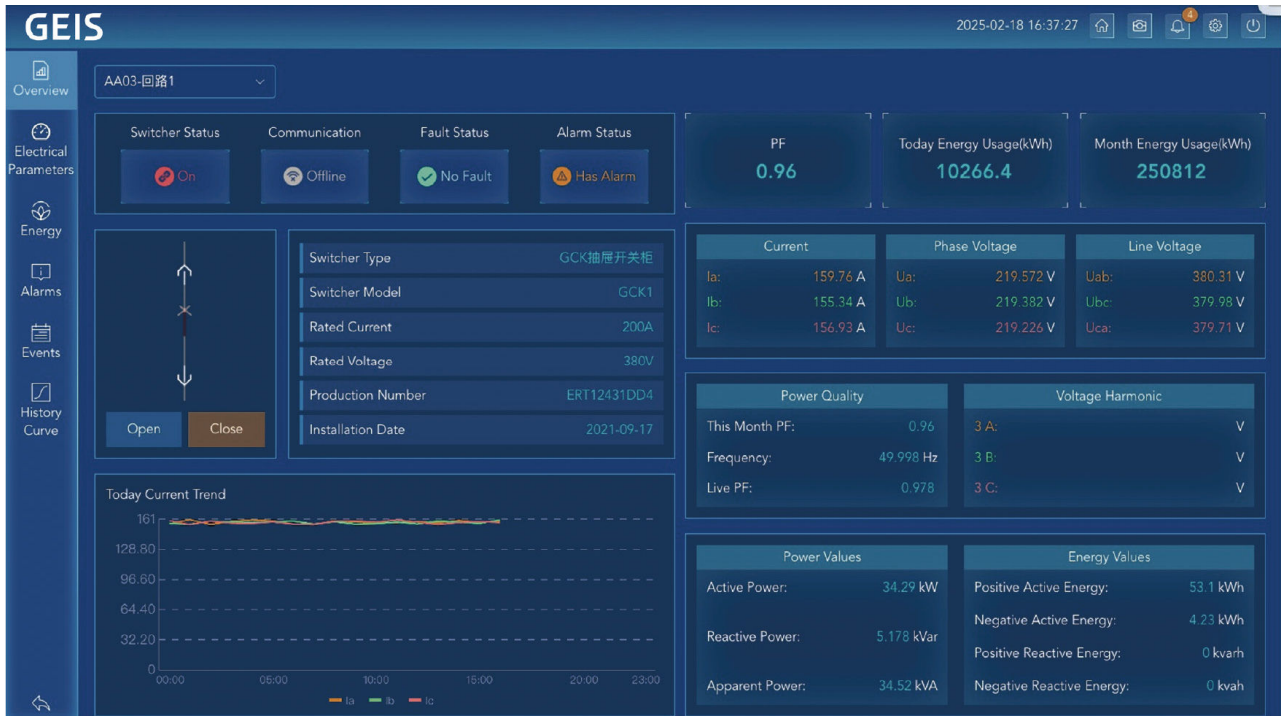 GEIS
2025-02-18 16:37:27
4
Overview
Electrical
Parameters
Energy
Alarms
Events
History
Curve
AA03-回路1
Switcher Status
Communication
Fault Status
Alarm Status
On
Offline
No Fault
Has Alarm
PF
0.96
Today Energy Usage(kWh)
10266.4
Month Energy Usage(kWh)
250812
Open
Close
Switcher Type GCK抽屉开关柜
Switcher Model GCK1
Rated Current 200A
Rated Voltage 380V
Production Number ERT12431DD4
Installation Date 2021-09-17
Current
Ia: 159.76 A
Ib: 155.34 A
Ic: 156.93 A
Phase Voltage
Ua: 219.572 V
Ub: 219.382 V
Uc: 219.226 V
Line Voltage
Uab: 380.31 V
Ubc: 379.98 V
Uca: 379.71 V
Power Quality
This Month PF: 0.96
Frequency: 49.998 Hz
Live PF: 0.978
Voltage Harmonic
3 A: V
3 B: V
3 C: V
Today Current Trend
161
128.80
96.60
64.40
32.20
0
00:00 05:00 10:00 15:00 20:00 23:00
Ia Ib Ic
Power Values
Active Power: 34.29 kW
Reactive Power: 5.178 kVar
Apparent Power: 34.52 kVA
Energy Values
Positive Active Energy: 53.1 kWh
Negative Active Energy: 4.23 kWh
Positive Reactive Energy: 0 kvarh
Negative Reactive Energy: 0 kvah